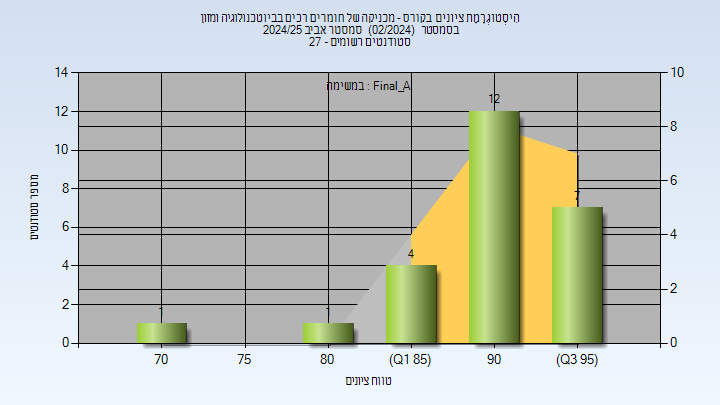 היסטוגרמת ציונים בקורס - מכניקה של חומרים רכים בביוטכנולוגיה ומזון
בסמסטר (02/2024) סמסטר אביב 2024/25
סטודנטים רשומים - 27
במשימה : Final_A
מספר סטודנטים
14
12
10
8
6
4
2
0
10
8
6
4
2
0
1
1
4
12
7
70
75
80
(Q1 85)
90
(Q3 95)
טווח ציונים